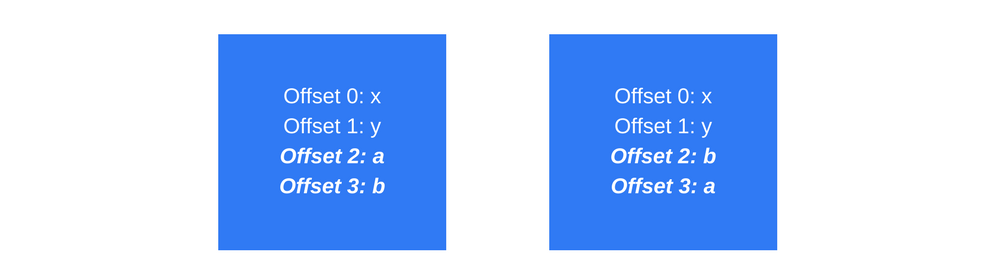 Offset 0: x
Offset 1: y
Offset 2: a
Offset 3: b
Offset 0: x
Offset 1: y
Offset 2: b
Offset 3: a